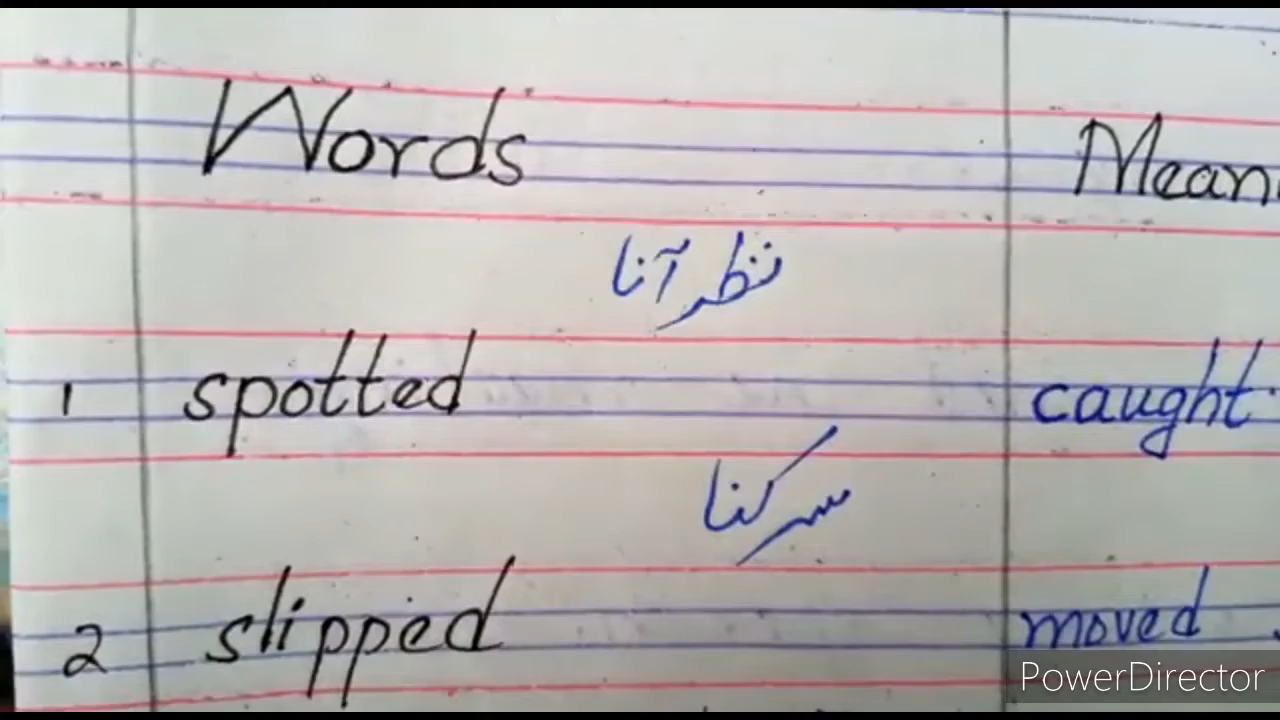 Words Mean
نظر آنا
1 spotted caught
سرکنا
2 slipped moved
PowerDirector